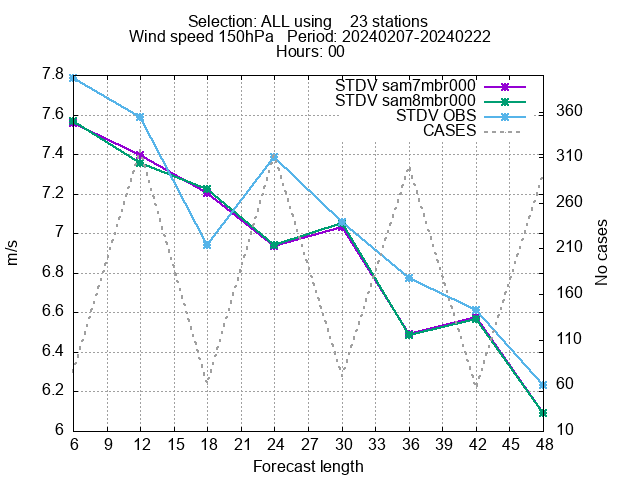 Selection: ALL using    23 stations
Wind speed 150hPa   Period: 20240207-20240222
Hours: 00
STDV sam7mbr000
STDV sam8mbr000
STDV OBS
CASES
7.8
7.6
7.4
7.2
7
6.8
6.6
6.4
6.2
6
m/s
360
310
260
210
160
110
60
10
No cases
6 9 12 15 18 21 24 27 30 33 36 39 42 45 48
Forecast length